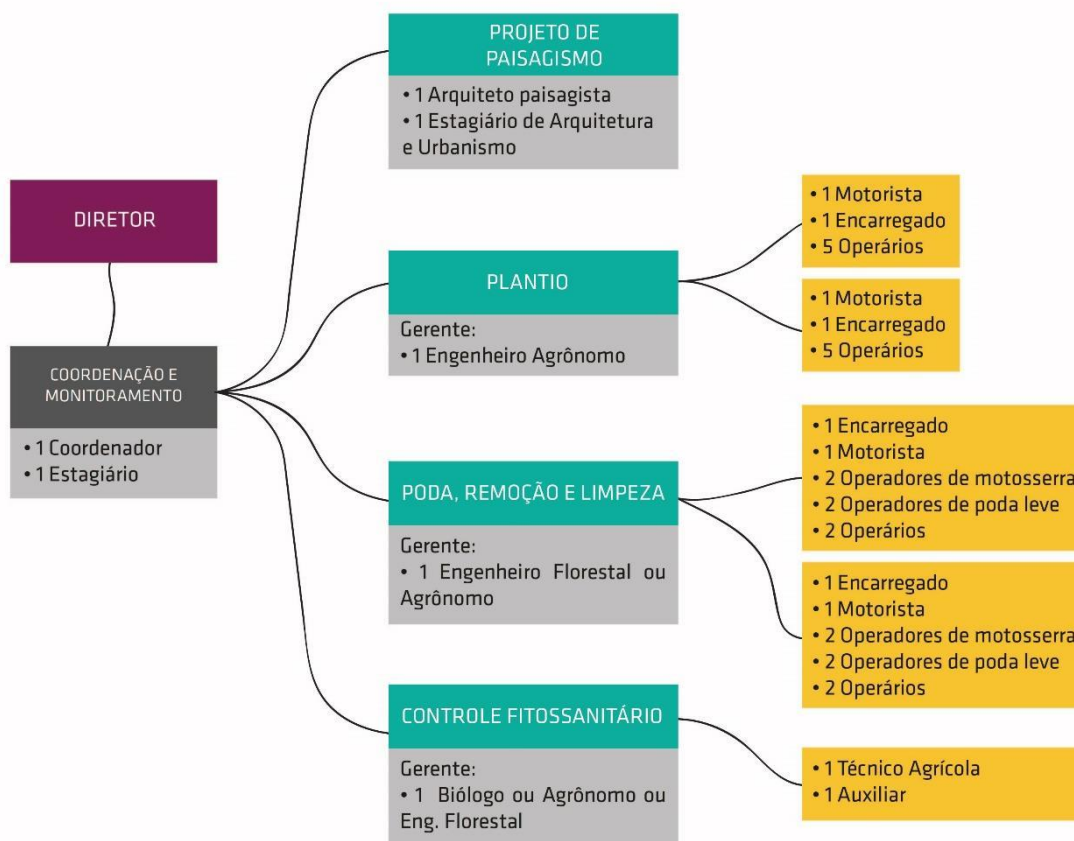 DIRETOR
COORDENAÇÃO E
MONITORAMENTO
• 1 Coordenador
• 1 Estagiário
PROJETO DE
PAISAGISMO
• 1 Arquiteto paisagista
• 1 Estagiário de Arquitetura
e Urbanismo
PLANTIO
Gerente:
• 1 Engenheiro Agrônomo
• 1 Motorista
• 1 Encarregado
• 5 Operários
• 1 Motorista
• 1 Encarregado
• 5 Operários
PODA, REMOÇÃO E LIMPEZA
Gerente:
• 1 Engenheiro Florestal ou
Agrônomo
• 1 Encarregado
• 1 Motorista
• 2 Operadores de motosserra
• 2 Operadores de poda leve
• 2 Operários
• 1 Encarregado
• 1 Motorista
• 2 Operadores de motosserra
• 2 Operadores de poda leve
• 2 Operários
CONTROLE FITOSSANITÁRIO
Gerente:
• 1 Biólogo ou Agrônomo ou
Eng. Florestal
• 1 Técnico Agrícola
• 1 Auxiliar